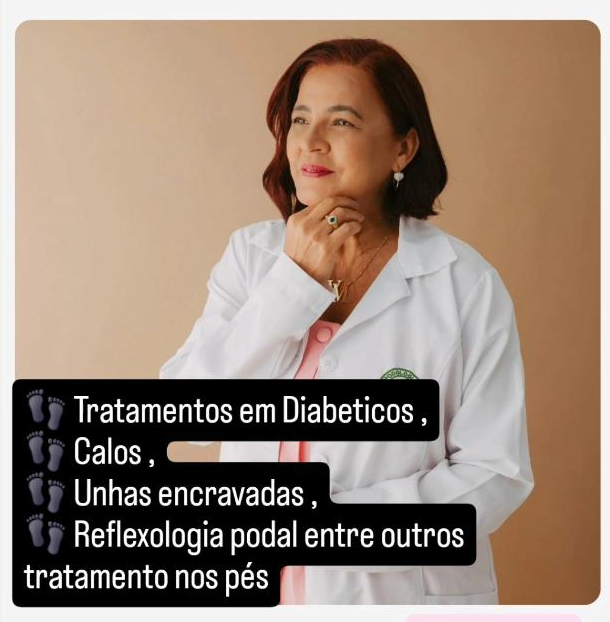 👣 Tratamentos em Diabeticos ,
👣 Calos ,
👣 Unhas encravadas ,
👣 Reflexologia podal entre outros
tratamento nos pés